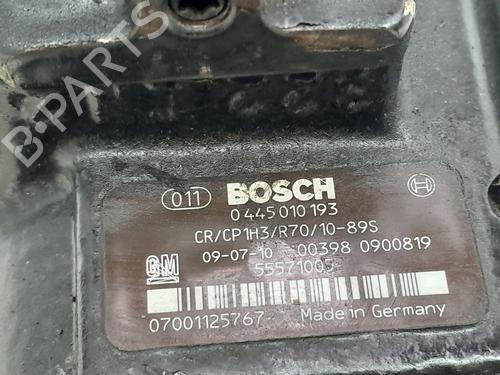 B-PARTS
011 BOSCH
0 445 010 193
CR/CP1H3/R70/10-89S
09-07-10 00398 0900819
GM 55571005
07001125767 Made in Germany